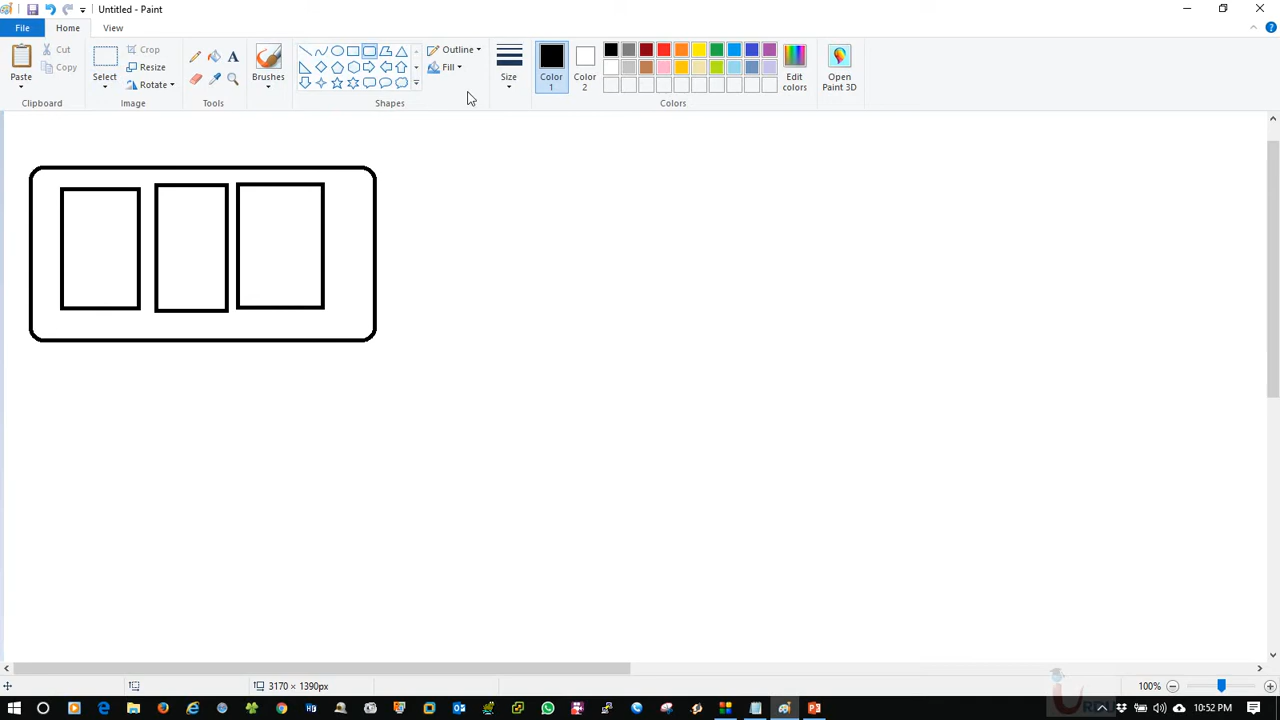 Untitled - Paint
File Home View
Paste
Cut
Copy
Clipboard
Select
Crop
Resize
Rotate
Image
Tools
Brushes
Shapes
Outline
Fill
Size
Color 1
Color 2
Colors
Edit colors
Open Paint 3D
3170 × 1390px
100%
10:52 PM